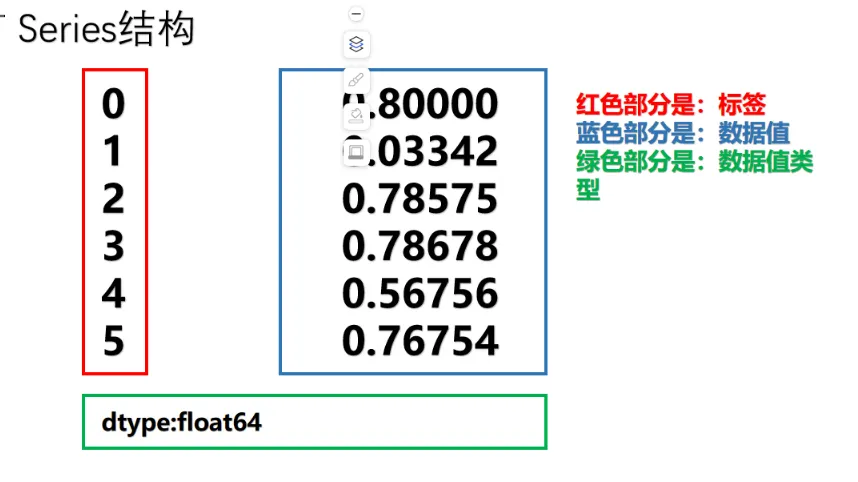 Series结构
0 0.80000
1 0.03342
2 0.78575
3 0.78678
4 0.56756
5 0.76754
dtype:float64
红色部分是：标签
蓝色部分是：数据值
绿色部分是：数据值类
型